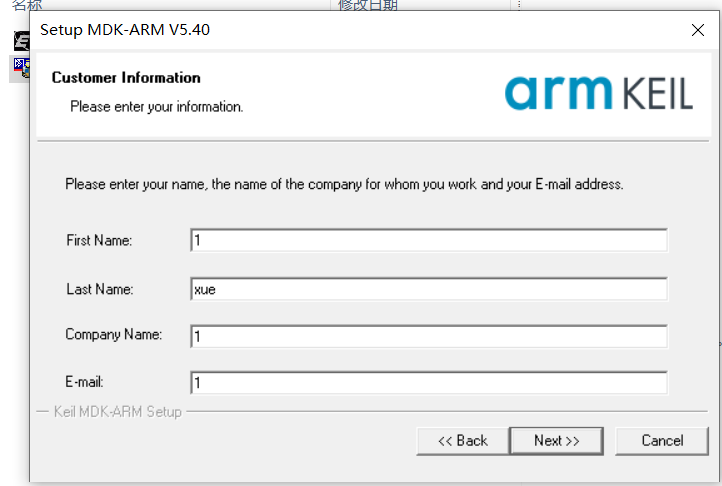 名称
修改日期
Setup MDK-ARM V5.40
Customer Information
Please enter your information.
arm KEIL
Please enter your name, the name of the company for whom you work and your E-mail address.
First Name:
1
Last Name:
xue
Company Name:
1
E-mail:
1
Keil MDK-ARM Setup
<< Back
Next >>
Cancel